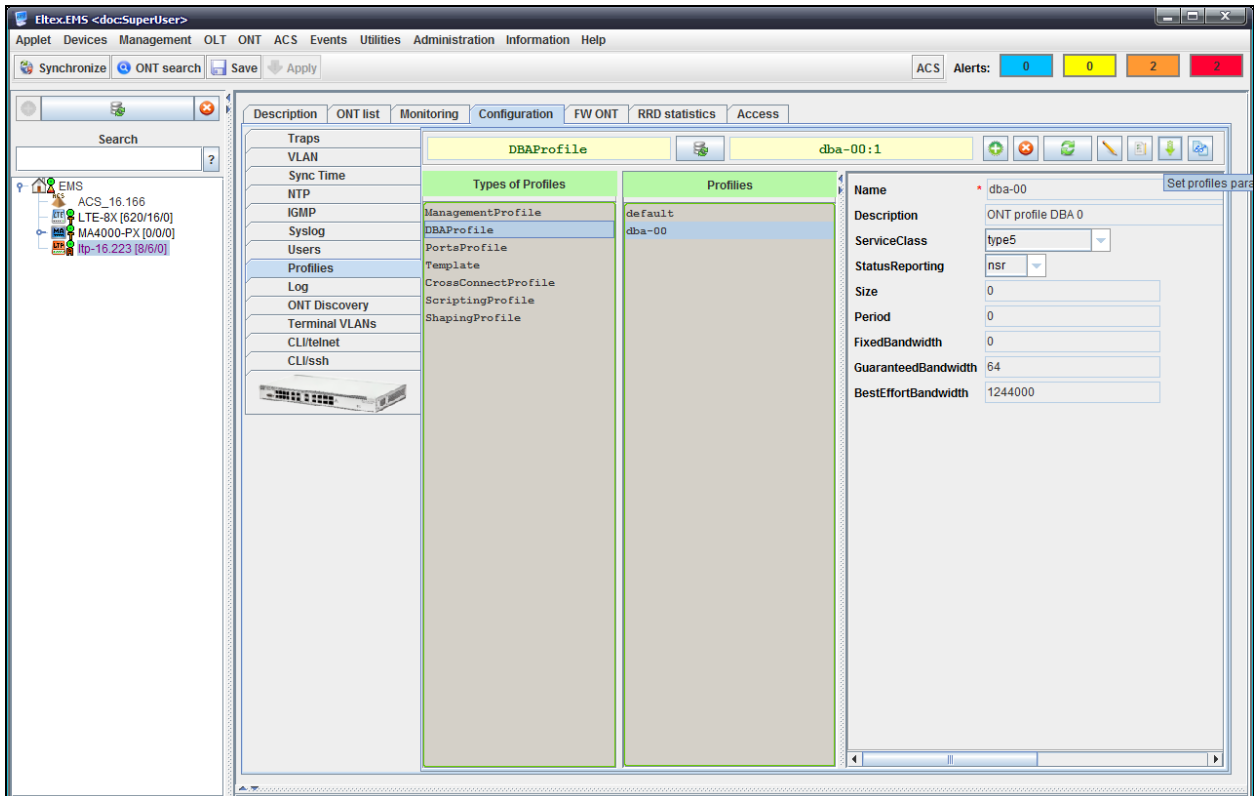 Eltex.EMS <doc:SuperUser>
Applet Devices Management OLT ONT ACS Events Utilities Administration Information Help
Synchronize ONT search Save Apply ACS Alerts: 0 0 2 2
Search
?
EMS
ACS_16.166
LTE-8X [620/16/0]
MA4000-PX [0/0/0]
ltp-16.223 [8/6/0]
Description ONT list Monitoring Configuration FW ONT RRD statistics Access
Traps
VLAN
Sync Time
NTP
IGMP
Syslog
Users
Profilies
Log
ONT Discovery
Terminal VLANs
CLI/telnet
CLI/ssh
DBAProfile dba-00:1
Types of Profiles
ManagementProfile
DBAProfile
PortsProfile
Template
CrossConnectProfile
ScriptingProfile
ShapingProfile
Profilies
default
dba-00
Set profiles para
Name * dba-00
Description ONT profile DBA 0
ServiceClass type5
StatusReporting nsr
Size 0
Period 0
FixedBandwidth 0
GuaranteedBandwidth 64
BestEffortBandwidth 1244000